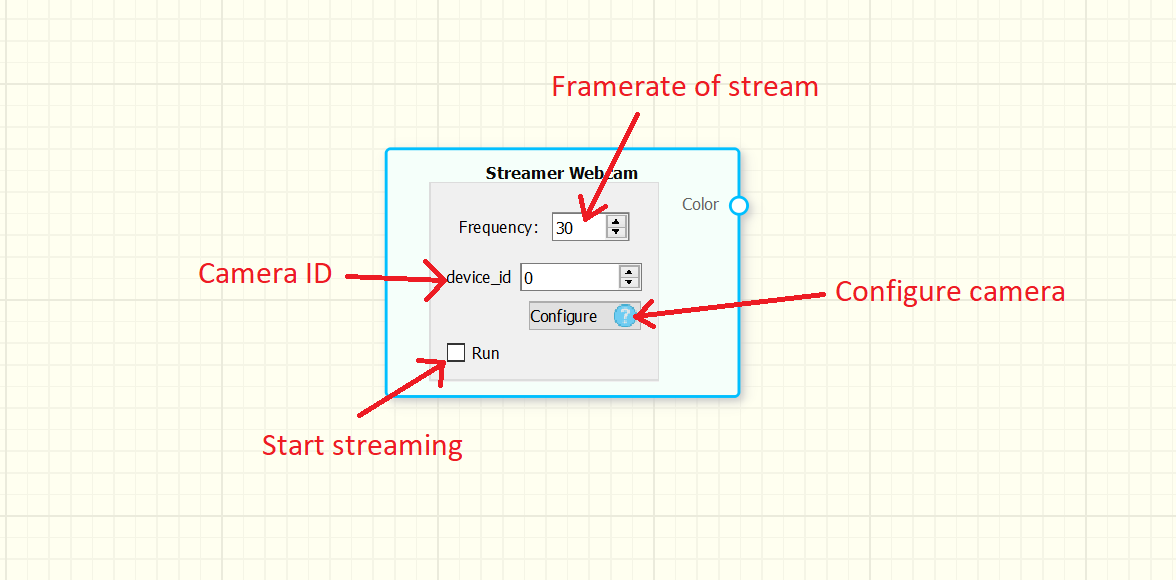 Framerate of stream
Streamer Webcam
Color
Frequency: 30
Camera ID
device_id 0
Configure camera
Configure ?
Run
Start streaming